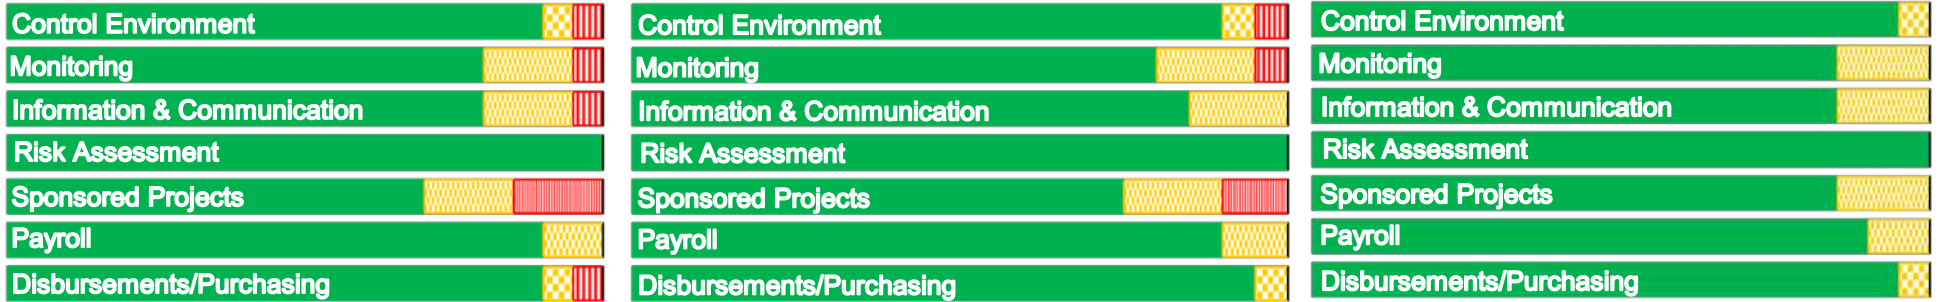 Control Environment
Monitoring
Information & Communication
Risk Assessment
Sponsored Projects
Payroll
Disbursements/Purchasing
Control Environment
Monitoring
Information & Communication
Risk Assessment
Sponsored Projects
Payroll
Disbursements/Purchasing
Control Environment
Monitoring
Information & Communication
Risk Assessment
Sponsored Projects
Payroll
Disbursements/Purchasing